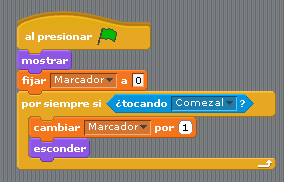 al presionar
mostrar
fijar Marcador a 0
por siempre si ¿tocando Comezal ?
cambiar Marcador por 1
esconder